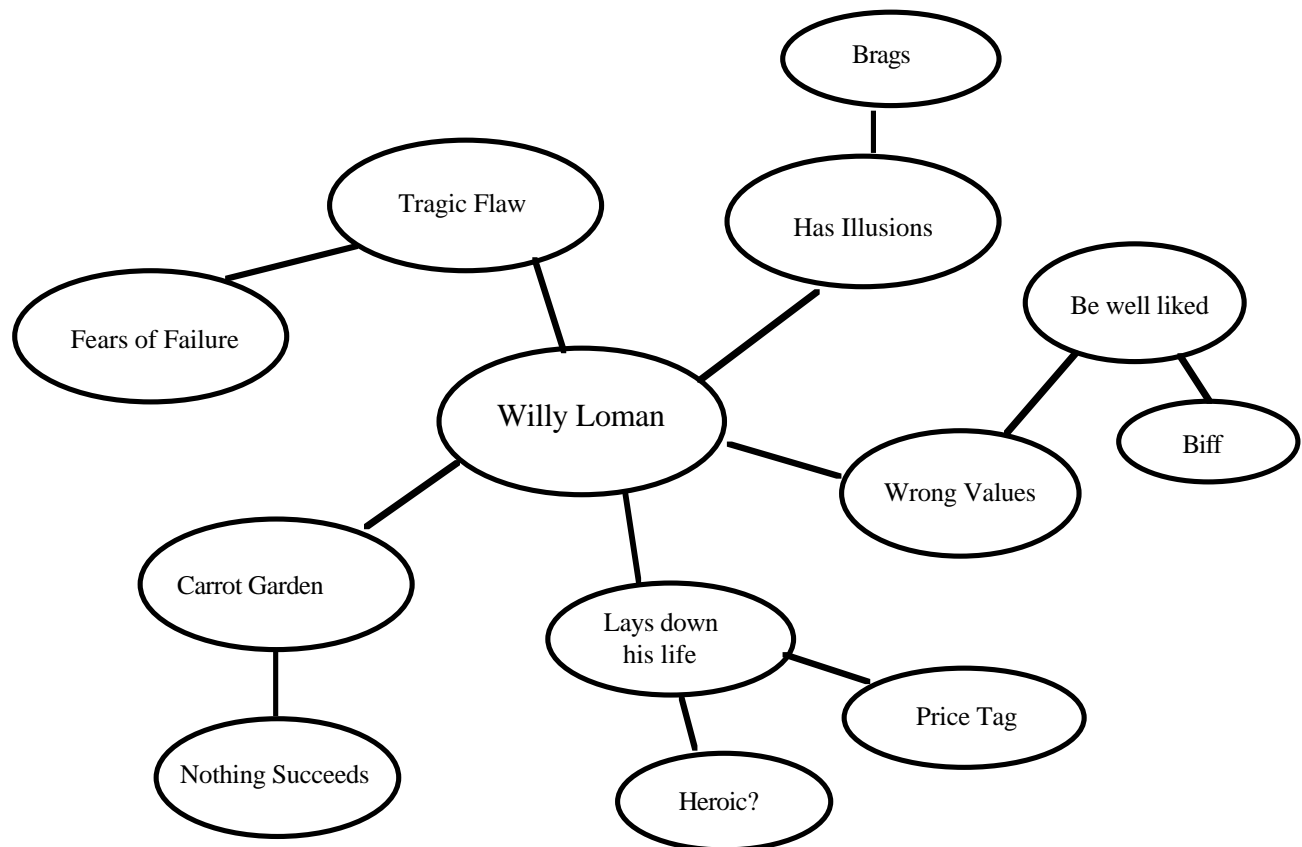 Brags
Tragic Flaw
Has Illusions
Be well liked
Fears of Failure
Willy Loman
Biff
Wrong Values
Carrot Garden
Lays down
his life
Price Tag
Nothing Succeeds
Heroic?